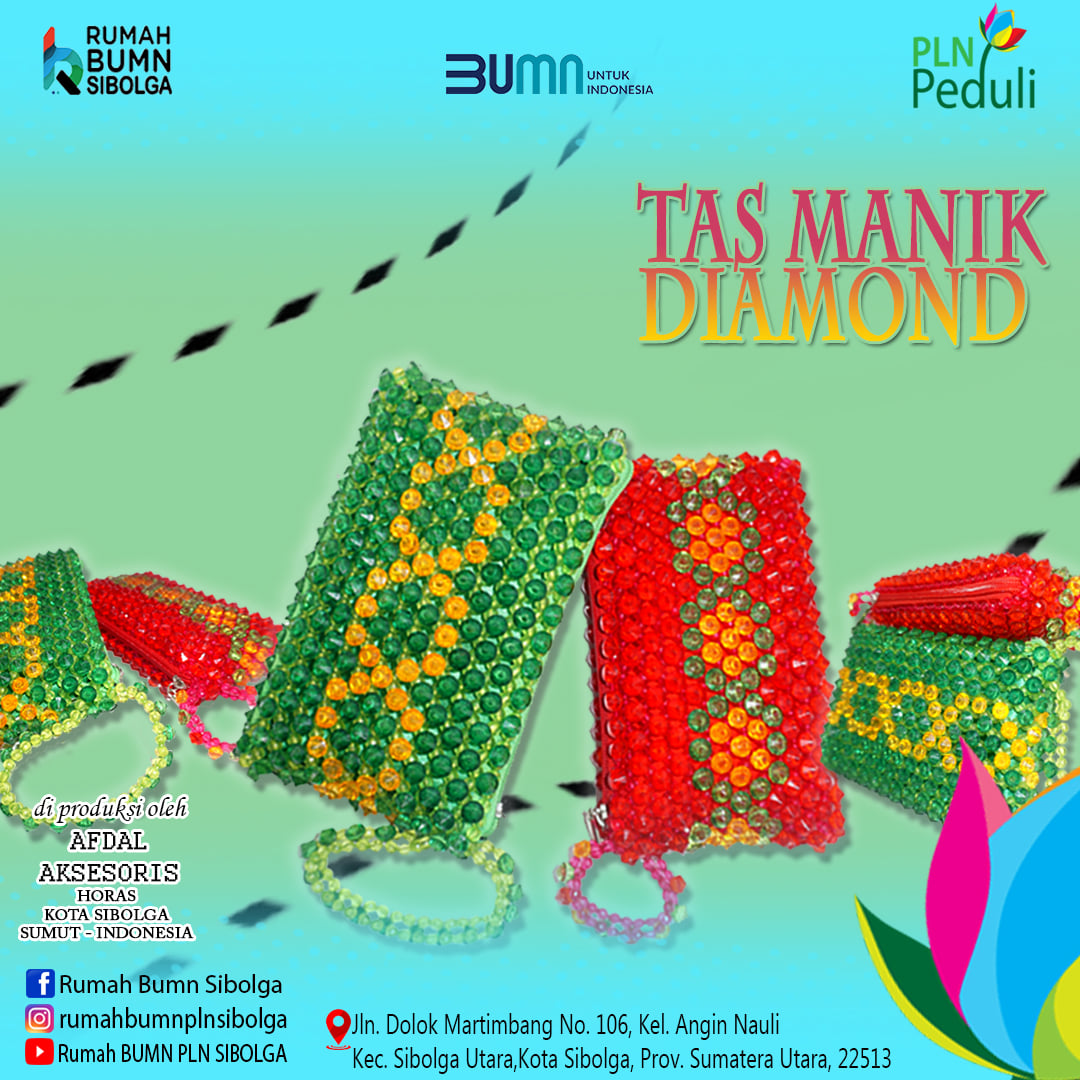 RUMAH
BUMN
SIBOLGA
BUMN UNTUK
INDONESIA
PLN
Peduli
TAS MANIK
DIAMOND
di produksi oleh
AFDAL
AKSESORIS
HORAS
KOTA SIBOLGA
SUMUT - INDONESIA
Rumah Bumn Sibolga
rumahbumnplnsibolga
Rumah BUMN PLN SIBOLGA
Jln. Dolok Martimbang No. 106, Kel. Angin Nauli
Kec. Sibolga Utara,Kota Sibolga, Prov. Sumatera Utara, 22513